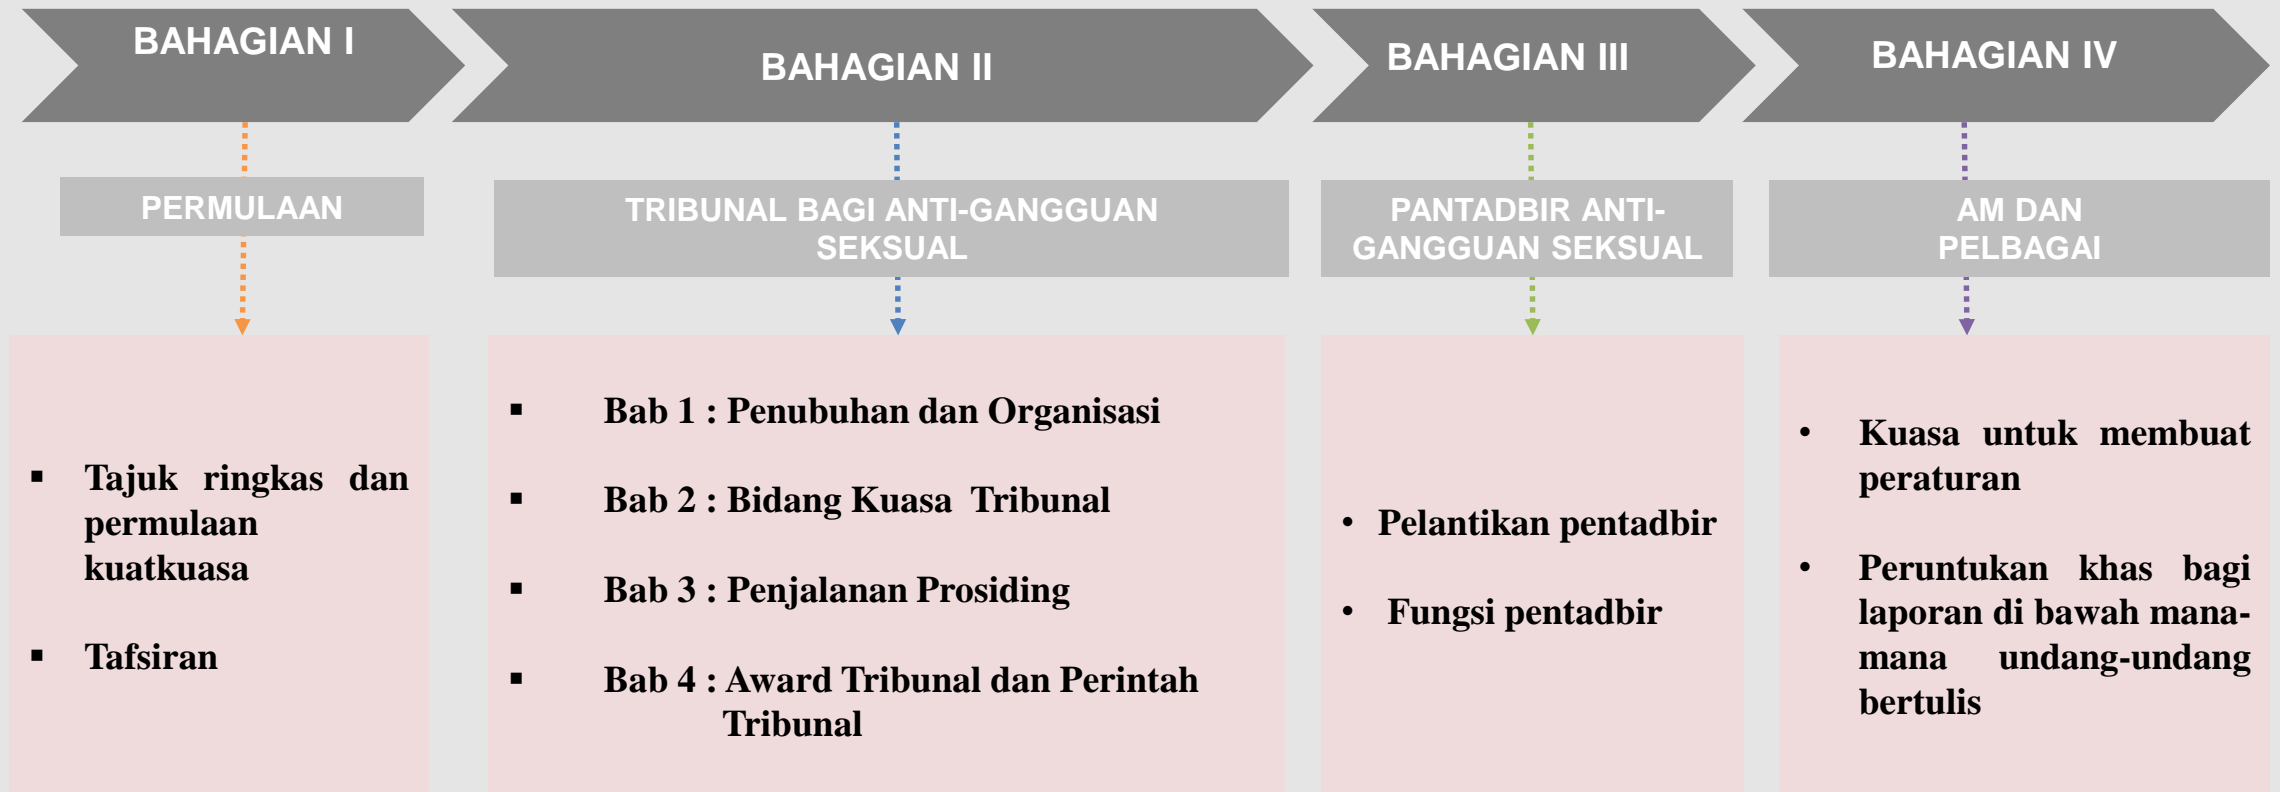 BAHAGIAN I
BAHAGIAN II
BAHAGIAN III
BAHAGIAN IV
PERMULAAN
TRIBUNAL BAGI ANTI-GANGGUAN
SEKSUAL
PANTADBIR ANTI-
GANGGUAN SEKSUAL
AM DAN
PELBAGAI
▪ Tajuk ringkas dan
permulaan
kuatkuasa
▪ Tafsiran
▪ Bab 1 : Penubuhan dan Organisasi
▪ Bab 2 : Bidang Kuasa Tribunal
▪ Bab 3 : Penjalanan Prosiding
▪ Bab 4 : Award Tribunal dan Perintah
Tribunal
• Pelantikan pentadbir
• Fungsi pentadbir
• Kuasa untuk membuat
peraturan
• Peruntukan khas bagi
laporan di bawah mana-
mana undang-undang
bertulis